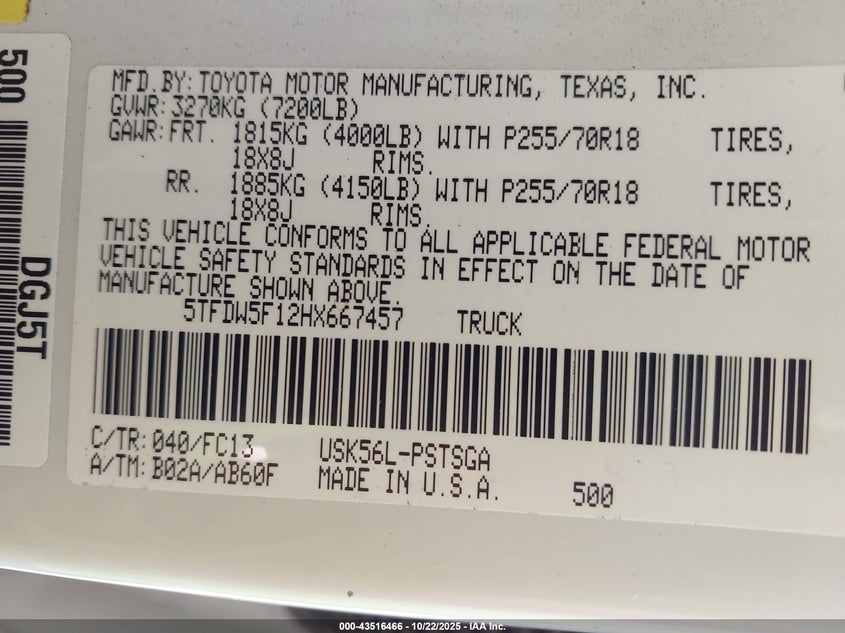 500
DGJ5T
MFD.BY: TOYOTA MOTOR MANUFACTURING, TEXAS, INC.
GVWR: 3270KG (7200LB)
GAWR: FRT. 1815KG (4000LB) WITH P255/70R18 TIRES,
18X8J RIMS.
RR. 1885KG (4150LB) WITH P255/70R18 TIRES,
18X8J RIMS.
THIS VEHICLE CONFORMS TO ALL APPLICABLE FEDERAL MOTOR
VEHICLE SAFETY STANDARDS IN EFFECT ON THE DATE OF
MANUFACTURE SHOWN ABOVE.
5TFDW5F12HX667457 TRUCK
C/TR: 040/FC13 USK56L-PSTSGA
A/TM: B02A/AB60F MADE IN U.S.A. 500
000-43516466 - 10/22/2025 - IAA Inc.